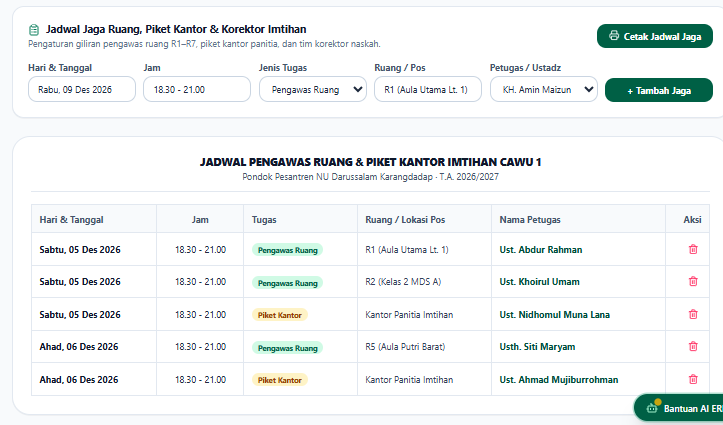 Jadwal Jaga Ruang, Piket Kantor & Korektor Imtihan
Pengaturan giliran pengawas ruang R1–R7, piket kantor panitia, dan tim korektor naskah.
Cetak Jadwal Jaga
Hari & Tanggal Jam Jenis Tugas Ruang / Pos Petugas / Ustadz
Rabu, 09 Des 2026 18.30 - 21.00 Pengawas Ruang R1 (Aula Utama Lt. 1) KH. Amin Maizun + Tambah Jaga
JADWAL PENGAWAS RUANG & PIKET KANTOR IMTIHAN CAWU 1
Pondok Pesantren NU Darussalam Karangdadap · T.A. 2026/2027
Hari & Tanggal Jam Tugas Ruang / Lokasi Pos Nama Petugas Aksi
Sabtu, 05 Des 2026 18.30 - 21.00 Pengawas Ruang R1 (Aula Utama Lt. 1) Ust. Abdur Rahman
Sabtu, 05 Des 2026 18.30 - 21.00 Pengawas Ruang R2 (Kelas 2 MDS A) Ust. Khoirul Umam
Sabtu, 05 Des 2026 18.30 - 21.00 Piket Kantor Kantor Panitia Imtihan Ust. Nidhomul Muna Lana
Ahad, 06 Des 2026 18.30 - 21.00 Pengawas Ruang R5 (Aula Putri Barat) Usth. Siti Maryam
Ahad, 06 Des 2026 18.30 - 21.00 Piket Kantor Kantor Panitia Imtihan Ust. Ahmad Mujiburrohman
Bantuan AI